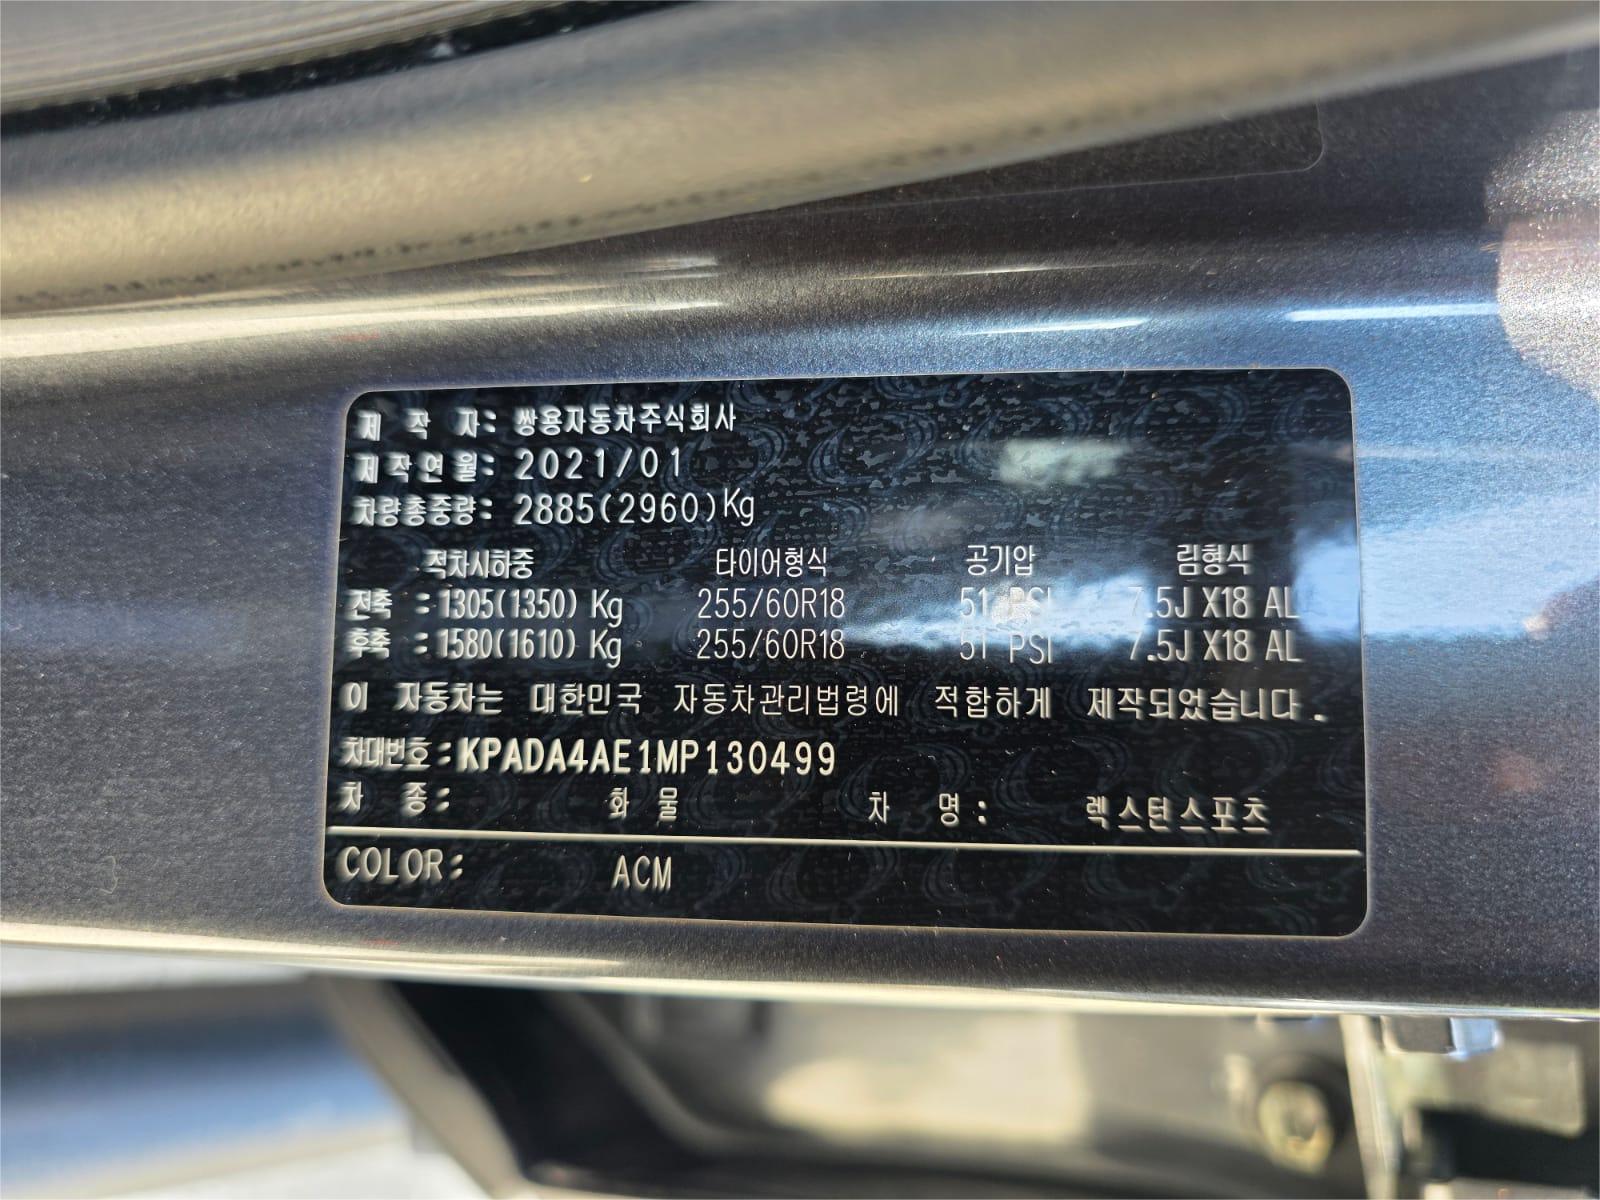 제 작 자: 쌍용자동차주식회사
제작연월: 2021/01
차량총중량: 2885(2960)Kg
적차시하중 타이어형식 공기압 림형식
전축 :1305(1350) Kg 255/60R18 51 PSI 7.5J X18 AL
후축 :1580(1610) Kg 255/60R18 51 PSI 7.5J X18 AL
이 자동차는 대한민국 자동차관리법령에 적합하게 제작되었습니다.
차대번호:KPADA4AE1MP130499
차 종: 화 물 차 명: 렉스턴스포츠
COLOR: ACM